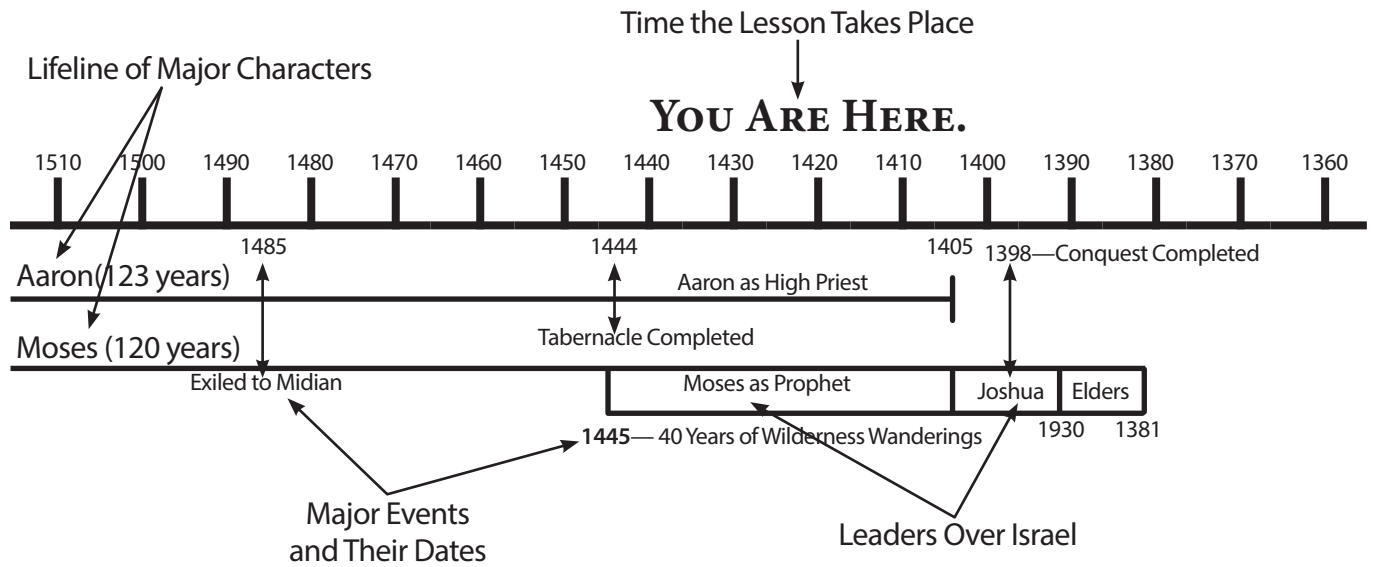 Time the Lesson Takes Place
Lifeline of Major Characters
You Are Here.
1510 1500 1490 1480 1470 1460 1450 1440 1430 1420 1410 1400 1390 1380 1370 1360
1485 1444 1405 1398—Conquest Completed
Aaron(123 years) Aaron as High Priest
Tabernacle Completed
Moses (120 years)
Exiled to Midian Moses as Prophet Joshua Elders
1445— 40 Years of Wilderness Wanderings 1930 1381
Major Events
and Their Dates
Leaders Over Israel